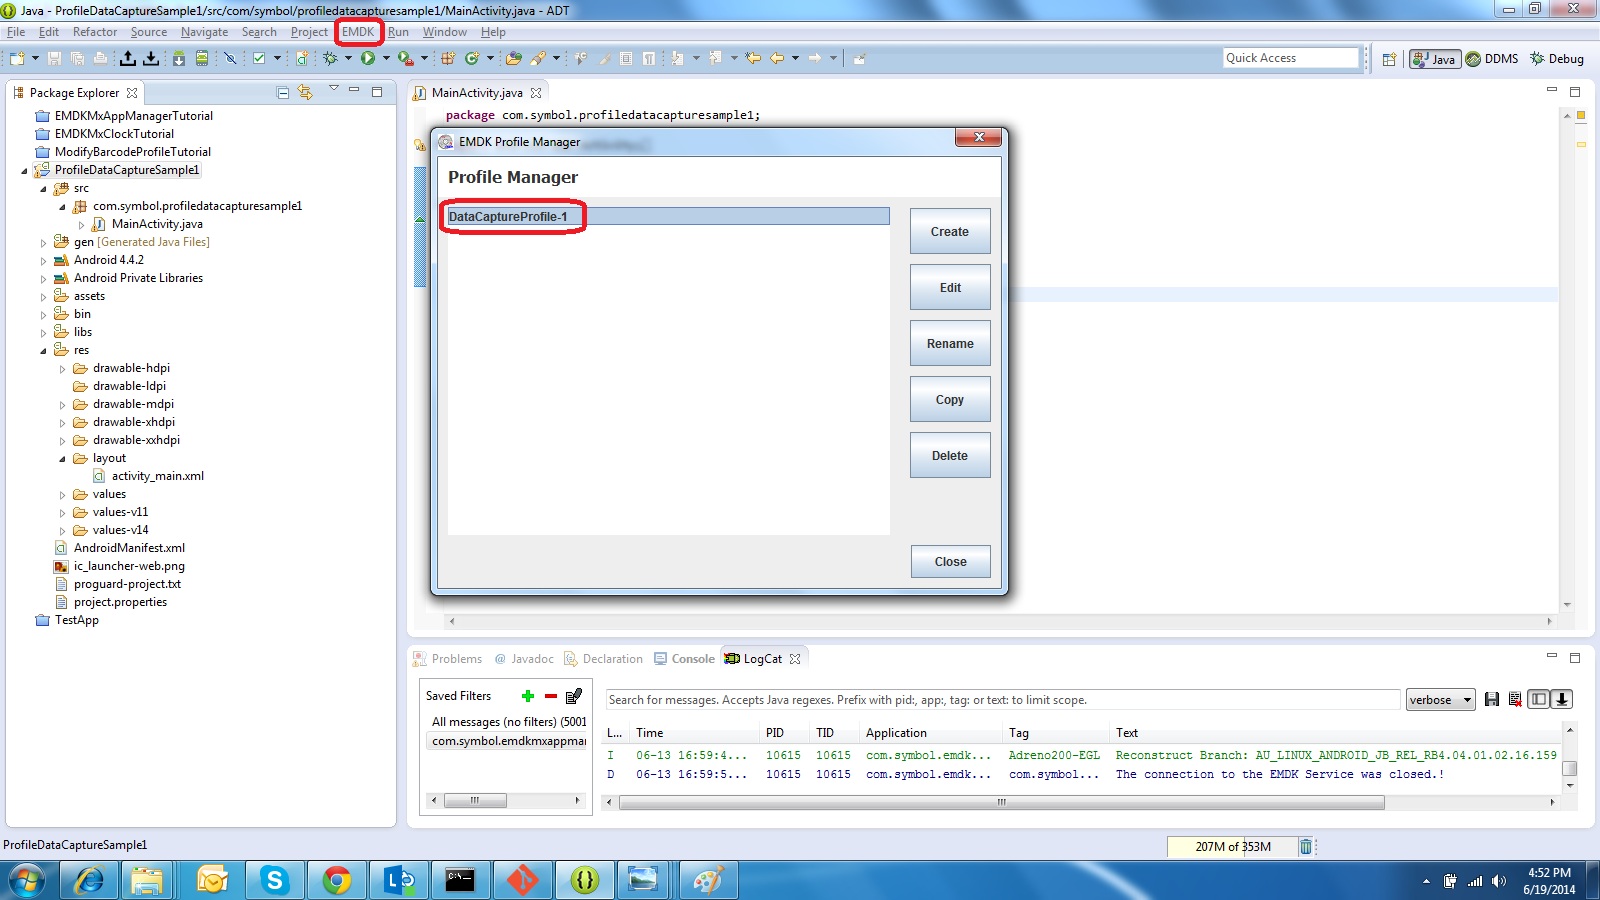 Java - ProfileDataCaptureSample1/src/com/symbol/profiledatacapturesample1/MainActivity.java - ADT
File Edit Refactor Source Navigate Search Project EMDK Run Window Help
Quick Access
Java DDMS Debug
Package Explorer
EMDKMxAppManagerTutorial
EMDKMxClockTutorial
ModifyBarcodeProfileTutorial
ProfileDataCaptureSample1
src
com.symbol.profiledatacapturesample1
MainActivity.java
gen [Generated Java Files]
Android 4.4.2
Android Private Libraries
assets
bin
libs
res
drawable-hdpi
drawable-ldpi
drawable-mdpi
drawable-xhdpi
drawable-xxhdpi
layout
activity_main.xml
values
values-v11
values-v14
AndroidManifest.xml
ic_launcher-web.png
proguard-project.txt
project.properties
TestApp
MainActivity.java
package com.symbol.profiledatacapturesample1;
EMDK Profile Manager
Profile Manager
DataCaptureProfile-1
Create
Edit
Rename
Copy
Delete
Close
Problems @ Javadoc Declaration Console LogCat
Saved Filters
All messages (no filters) (5001
com.symbol.emdkmxappmar
Search for messages. Accepts Java regexes. Prefix with pid:, app:, tag: or text: to limit scope.
verbose
L... Time PID TID Application Tag Text
I 06-13 16:59:4... 10615 10615 com.symbol.emdk... Adreno200-EGL Reconstruct Branch: AU_LINUX_ANDROID_JB_REL_RB4.04.01.02.16.159
D 06-13 16:59:5... 10615 10615 com.symbol.emdk... com.symbol... The connection to the EMDK Service was closed.!
ProfileDataCaptureSample1
207M of 353M
4:52 PM
6/19/2014